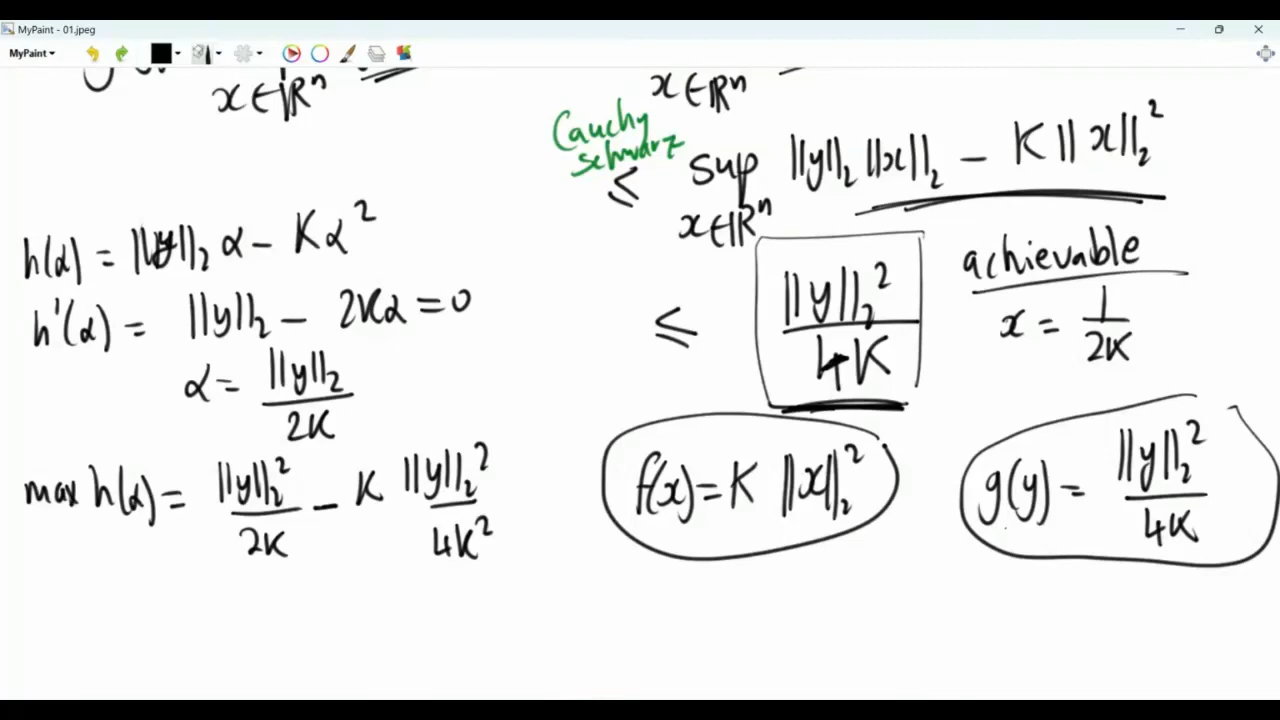 MyPaint - 01.jpeg
MyPaint
x ∈ ℝⁿ
x ∈ ℝⁿ
Cauchy
schwarz
≤ sup ||y||₂ ||x||₂ − K||x||₂²
x ∈ ℝⁿ
h(α) = ||y||₂ α − Kα²
h'(α) = ||y||₂ − 2Kα = 0
α = ||y||₂ / 2K
max h(α) = ||y||₂² / 2K − K ||y||₂² / 4K²
≤ ||y||₂² / 4K
achievable
x = 1 / 2K
f(x) = K ||x||₂²
g(y) = ||y||₂² / 4K